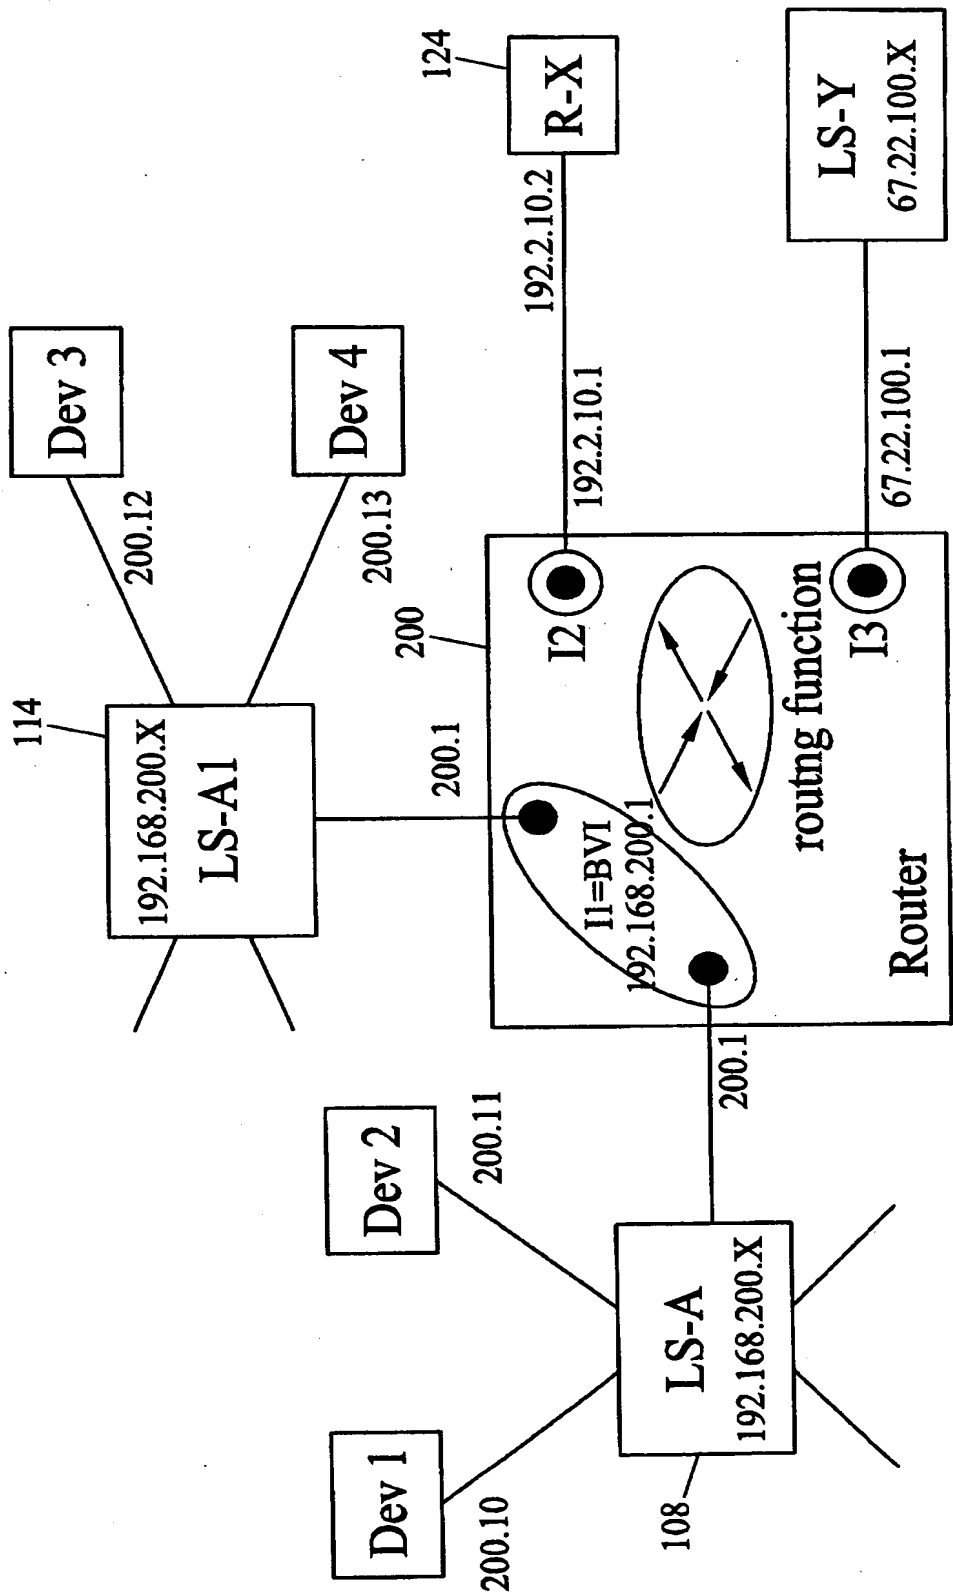 Dev 1
200.10
Dev 2
200.11
LS-A
192.168.200.X
108
200.1
114
192.168.200.X
LS-A1
Dev 3
200.12
Dev 4
200.13
200.1
200
I1=BVI
192.168.200.1
routng function
Router
I2
192.2.10.1
192.2.10.2
124
R-X
I3
67.22.100.1
LS-Y
67.22.100.X